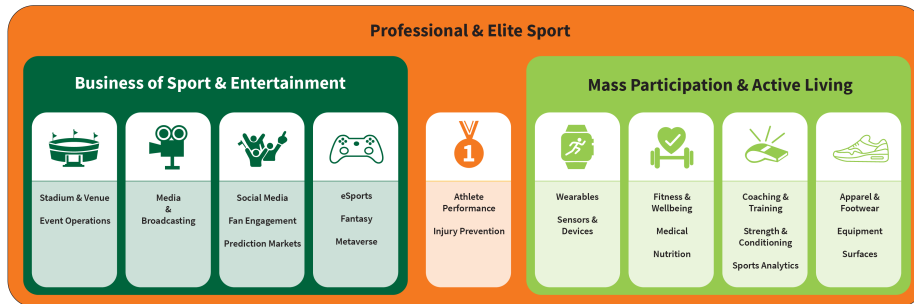 Professional & Elite Sport
Business of Sport & Entertainment
Stadium & Venue
Event Operations
Media
&
Broadcasting
Social Media
Fan Engagement
Prediction Markets
eSports
Fantasy
Metaverse
1
Athlete
Performance
Injury Prevention
Mass Participation & Active Living
Wearables
Sensors &
Devices
Fitness &
Wellbeing
Medical
Nutrition
Coaching &
Training
Strength &
Conditioning
Sports Analytics
Apparel &
Footwear
Equipment
Surfaces